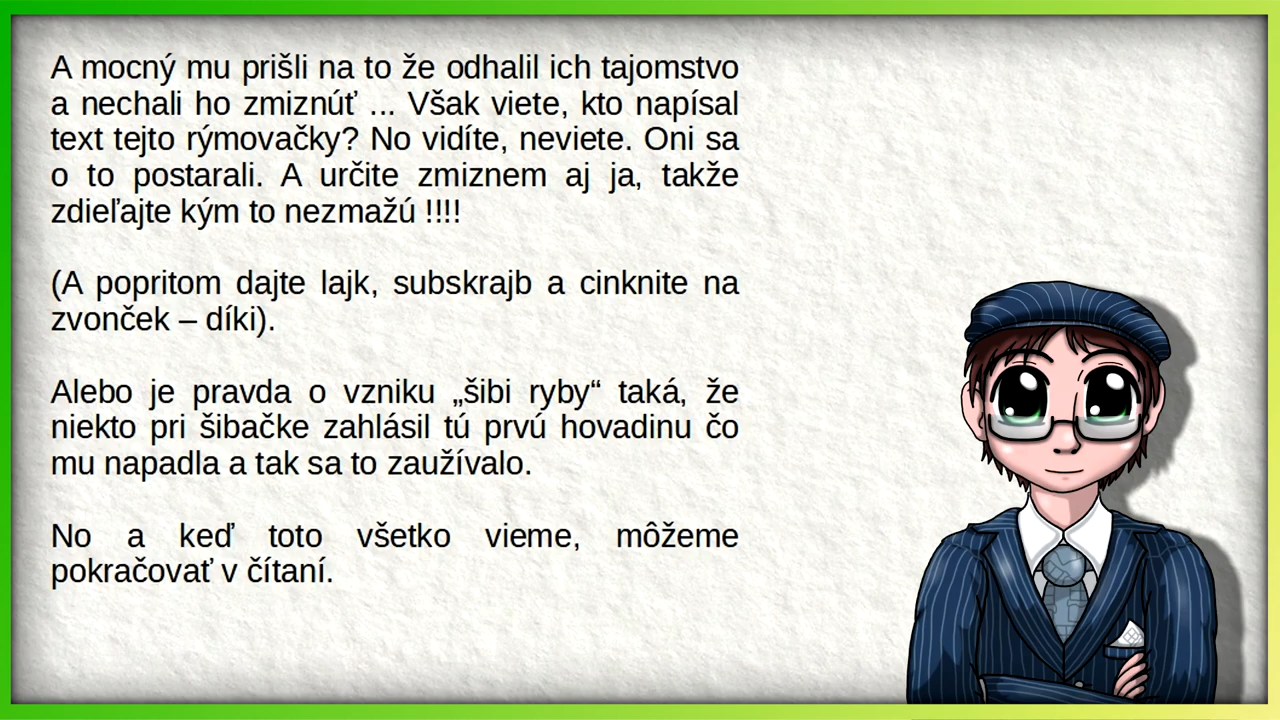 A mocný mu prišli na to že odhalil ich tajomstvo
a nechali ho zmiznúť ... Však viete, kto napísal
text tejto rýmovačky? No vidíte, neviete. Oni sa
o to postarali. A určite zmiznem aj ja, takže
zdieľajte kým to nezmažú !!!!
(A popritom dajte lajk, subskrajb a cinknite na
zvonček – díki).
Alebo je pravda o vzniku „šibi ryby“ taká, že
niekto pri šibačke zahlásil tú prvú hovadinu čo
mu napadla a tak sa to zaužívalo.
No a keď toto všetko vieme, môžeme
pokračovať v čítaní.